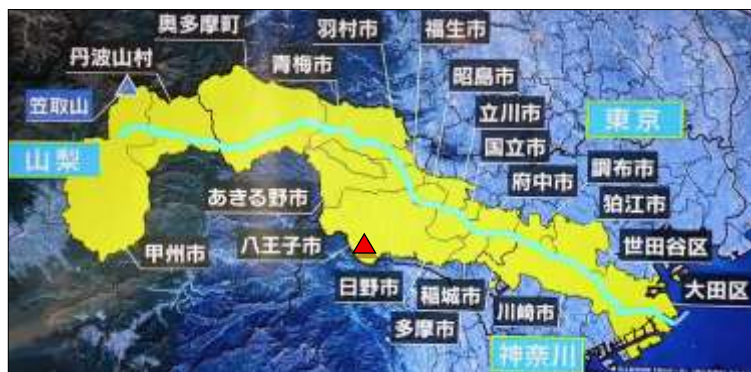 奥多摩町
羽村市
福生市
丹波山村
青梅市
昭島市
笠取山
立川市
東京
山梨
国立市
調布市
府中市
あきる野市
狛江市
甲州市
八王子市
世田谷区
日野市
稲城市
川崎市
大田区
多摩市
神奈川